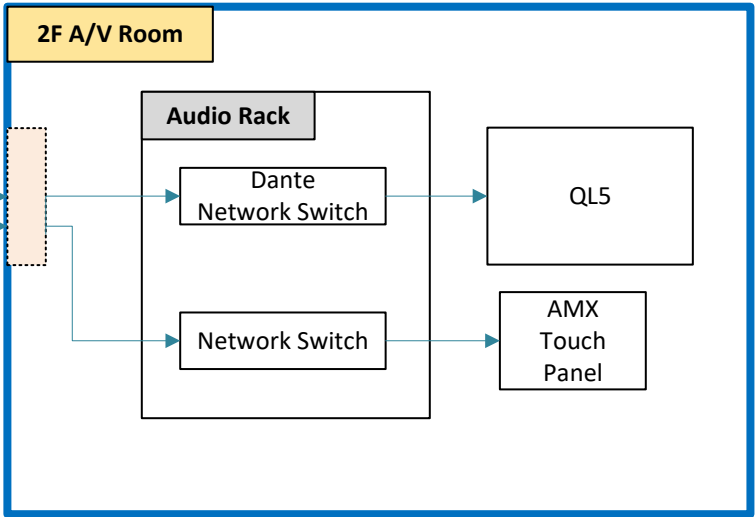 2F A/V Room
Audio Rack
Dante
Network Switch
QL5
Network Switch
AMX
Touch
Panel